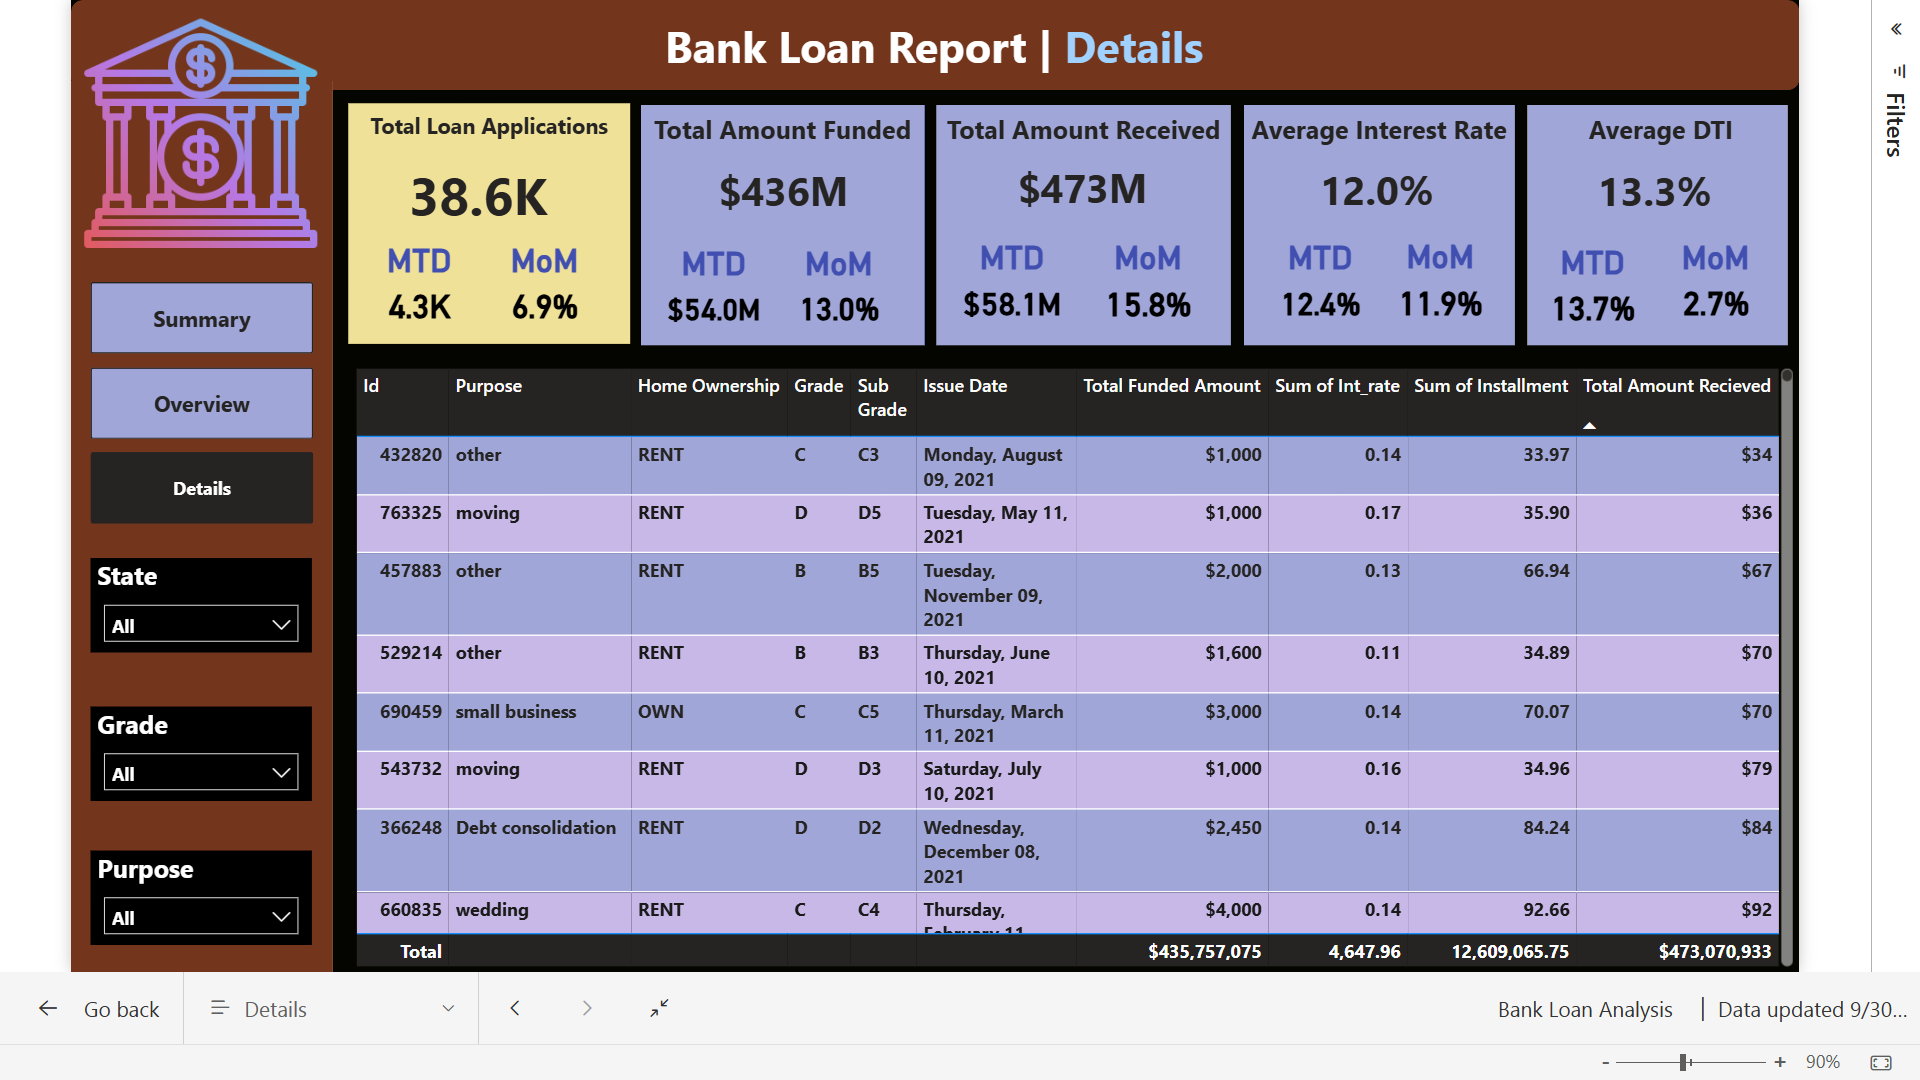 Bank Loan Report | Details
Total Loan Applications
38.6K
MTD MoM
4.3K 6.9%
Total Amount Funded
$436M
MTD MoM
$54.0M 13.0%
Total Amount Received
$473M
MTD MoM
$58.1M 15.8%
Average Interest Rate
12.0%
MTD MoM
12.4% 11.9%
Average DTI
13.3%
MTD MoM
13.7% 2.7%
Summary
Overview
Details
State
All
Grade
All
Purpose
All
Id Purpose Home Ownership Grade Sub Grade Issue Date Total Funded Amount Sum of Int_rate Sum of Installment Total Amount Recieved
432820 other RENT C C3 Monday, August 09, 2021 $1,000 0.14 33.97 $34
763325 moving RENT D D5 Tuesday, May 11, 2021 $1,000 0.17 35.90 $36
457883 other RENT B B5 Tuesday, November 09, 2021 $2,000 0.13 66.94 $67
529214 other RENT B B3 Thursday, June 10, 2021 $1,600 0.11 34.89 $70
690459 small business OWN C C5 Thursday, March 11, 2021 $3,000 0.14 70.07 $70
543732 moving RENT D D3 Saturday, July 10, 2021 $1,000 0.16 34.96 $79
366248 Debt consolidation RENT D D2 Wednesday, December 08, 2021 $2,450 0.14 84.24 $84
660835 wedding RENT C C4 Thursday, February 11 $4,000 0.14 92.66 $92
Total $435,757,075 4,647.96 12,609,065.75 $473,070,933
Filters
Go back
Details
Bank Loan Analysis | Data updated 9/30...
- + 90%